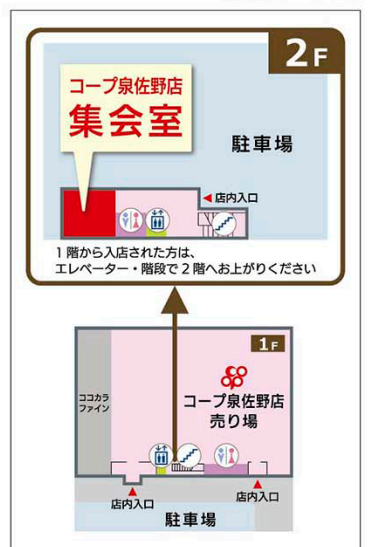 2F
コープ泉佐野店
集会室
駐車場
店内入口
1階から入店された方は、
エレベーター・階段で2階へお上がりください
1F
ココカラ
ファイン
コープ泉佐野店
売り場
店内入口
店内入口
駐車場